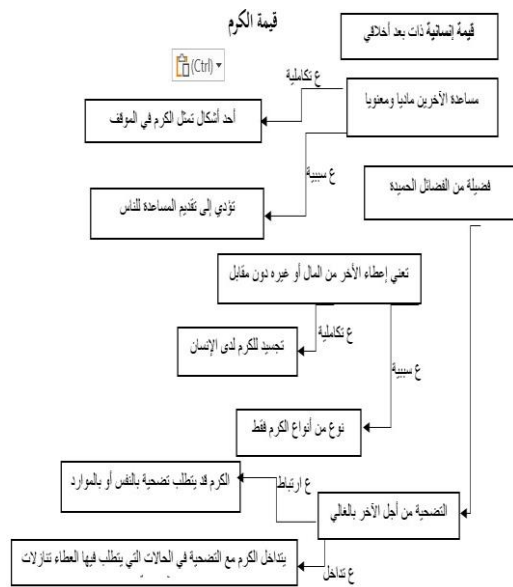 قيمة الكرم
قيمة إنسانية ذات بعد أخلاقي
(Ctrl)
ع تكاملية
مساعدة الآخرين ماديا ومعنويا
أحد أشكال تمثل الكرم في الموقف
ع سببية
فضيلة من الفضائل الحميدة
تؤدي إلى تقديم المساعدة للناس
تعني إعطاء الأخر من المال أو غيره دون مقابل
ع تكاملية
تجسيد للكرم لدى الإنسان
ع سببية
نوع من أنواع الكرم فقط
الكرم قد يتطلب تضحية بالنفس أو بالموارد
ع ارتباط
التضحية من أجل الآخر بالغالي
يتداخل الكرم مع التضحية في الحالات التي يتطلب فيها العطاء تنازلات
ع تداخل